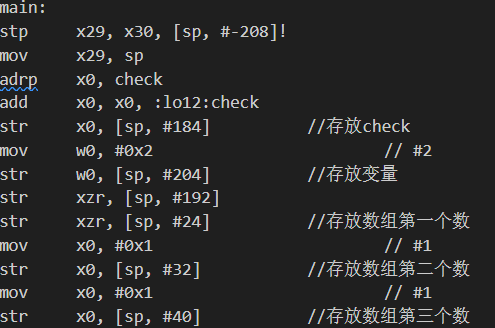 main:
stp x29, x30, [sp, #-208]!
mov x29, sp
adrp x0, check
add x0, x0, :lo12:check
str x0, [sp, #184] //存放check
mov w0, #0x2 // #2
str w0, [sp, #204] //存放变量
str xzr, [sp, #192]
str xzr, [sp, #24] //存放数组第一个数
mov x0, #0x1 // #1
str x0, [sp, #32] //存放数组第二个数
mov x0, #0x1 // #1
str x0, [sp, #40] //存放数组第三个数